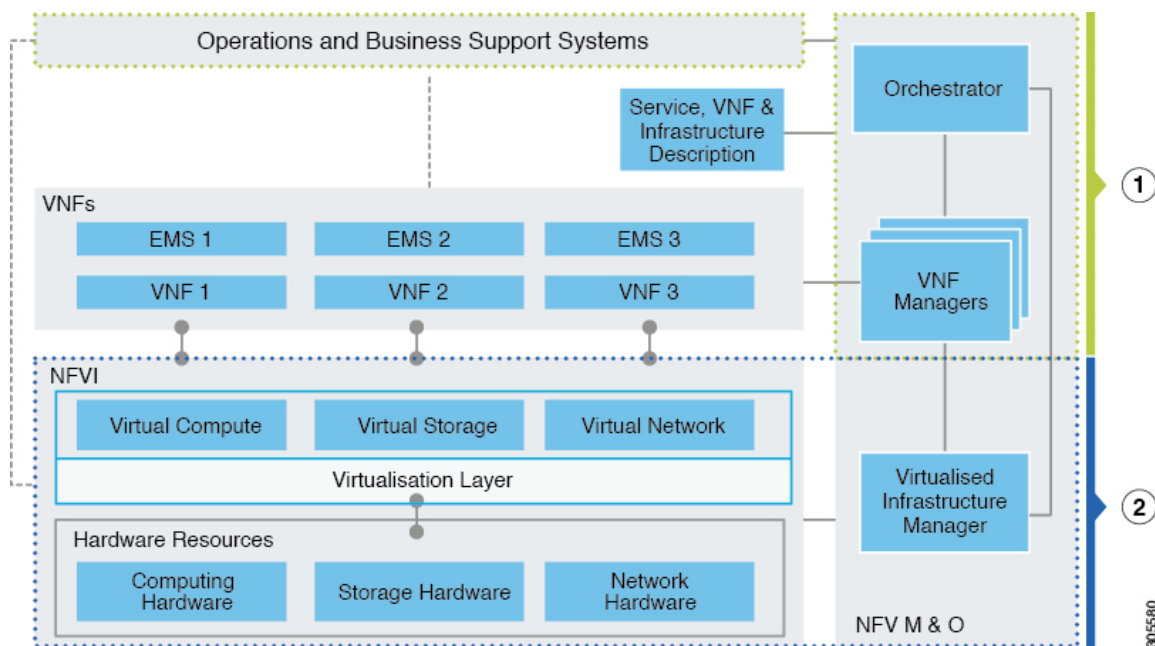 Operations and Business Support Systems
Orchestrator
Service, VNF &
Infrastructure
Description
1
VNFs
EMS 1
EMS 2
EMS 3
VNF 1
VNF 2
VNF 3
VNF
Managers
NFVI
Virtual Compute
Virtual Storage
Virtual Network
Virtualisation Layer
Virtualised
Infrastructure
Manager
2
Hardware Resources
Computing
Hardware
Storage Hardware
Network
Hardware
NFV M & O
305580